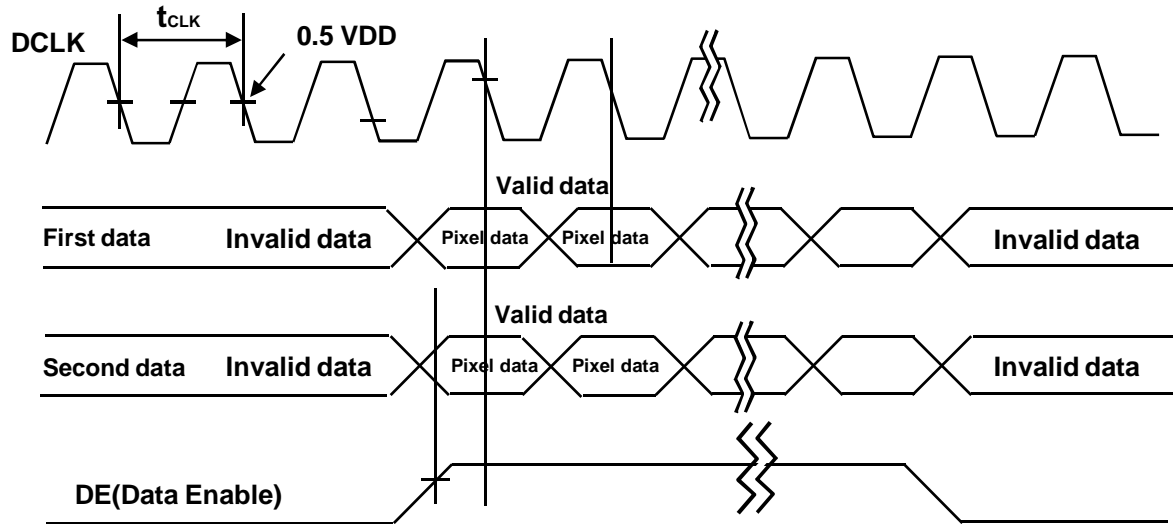 tCLK
DCLK
0.5 VDD
Valid data
First data
Invalid data
Pixel data
Pixel data
Invalid data
Valid data
Second data
Invalid data
Pixel data
Pixel data
Invalid data
DE(Data Enable)